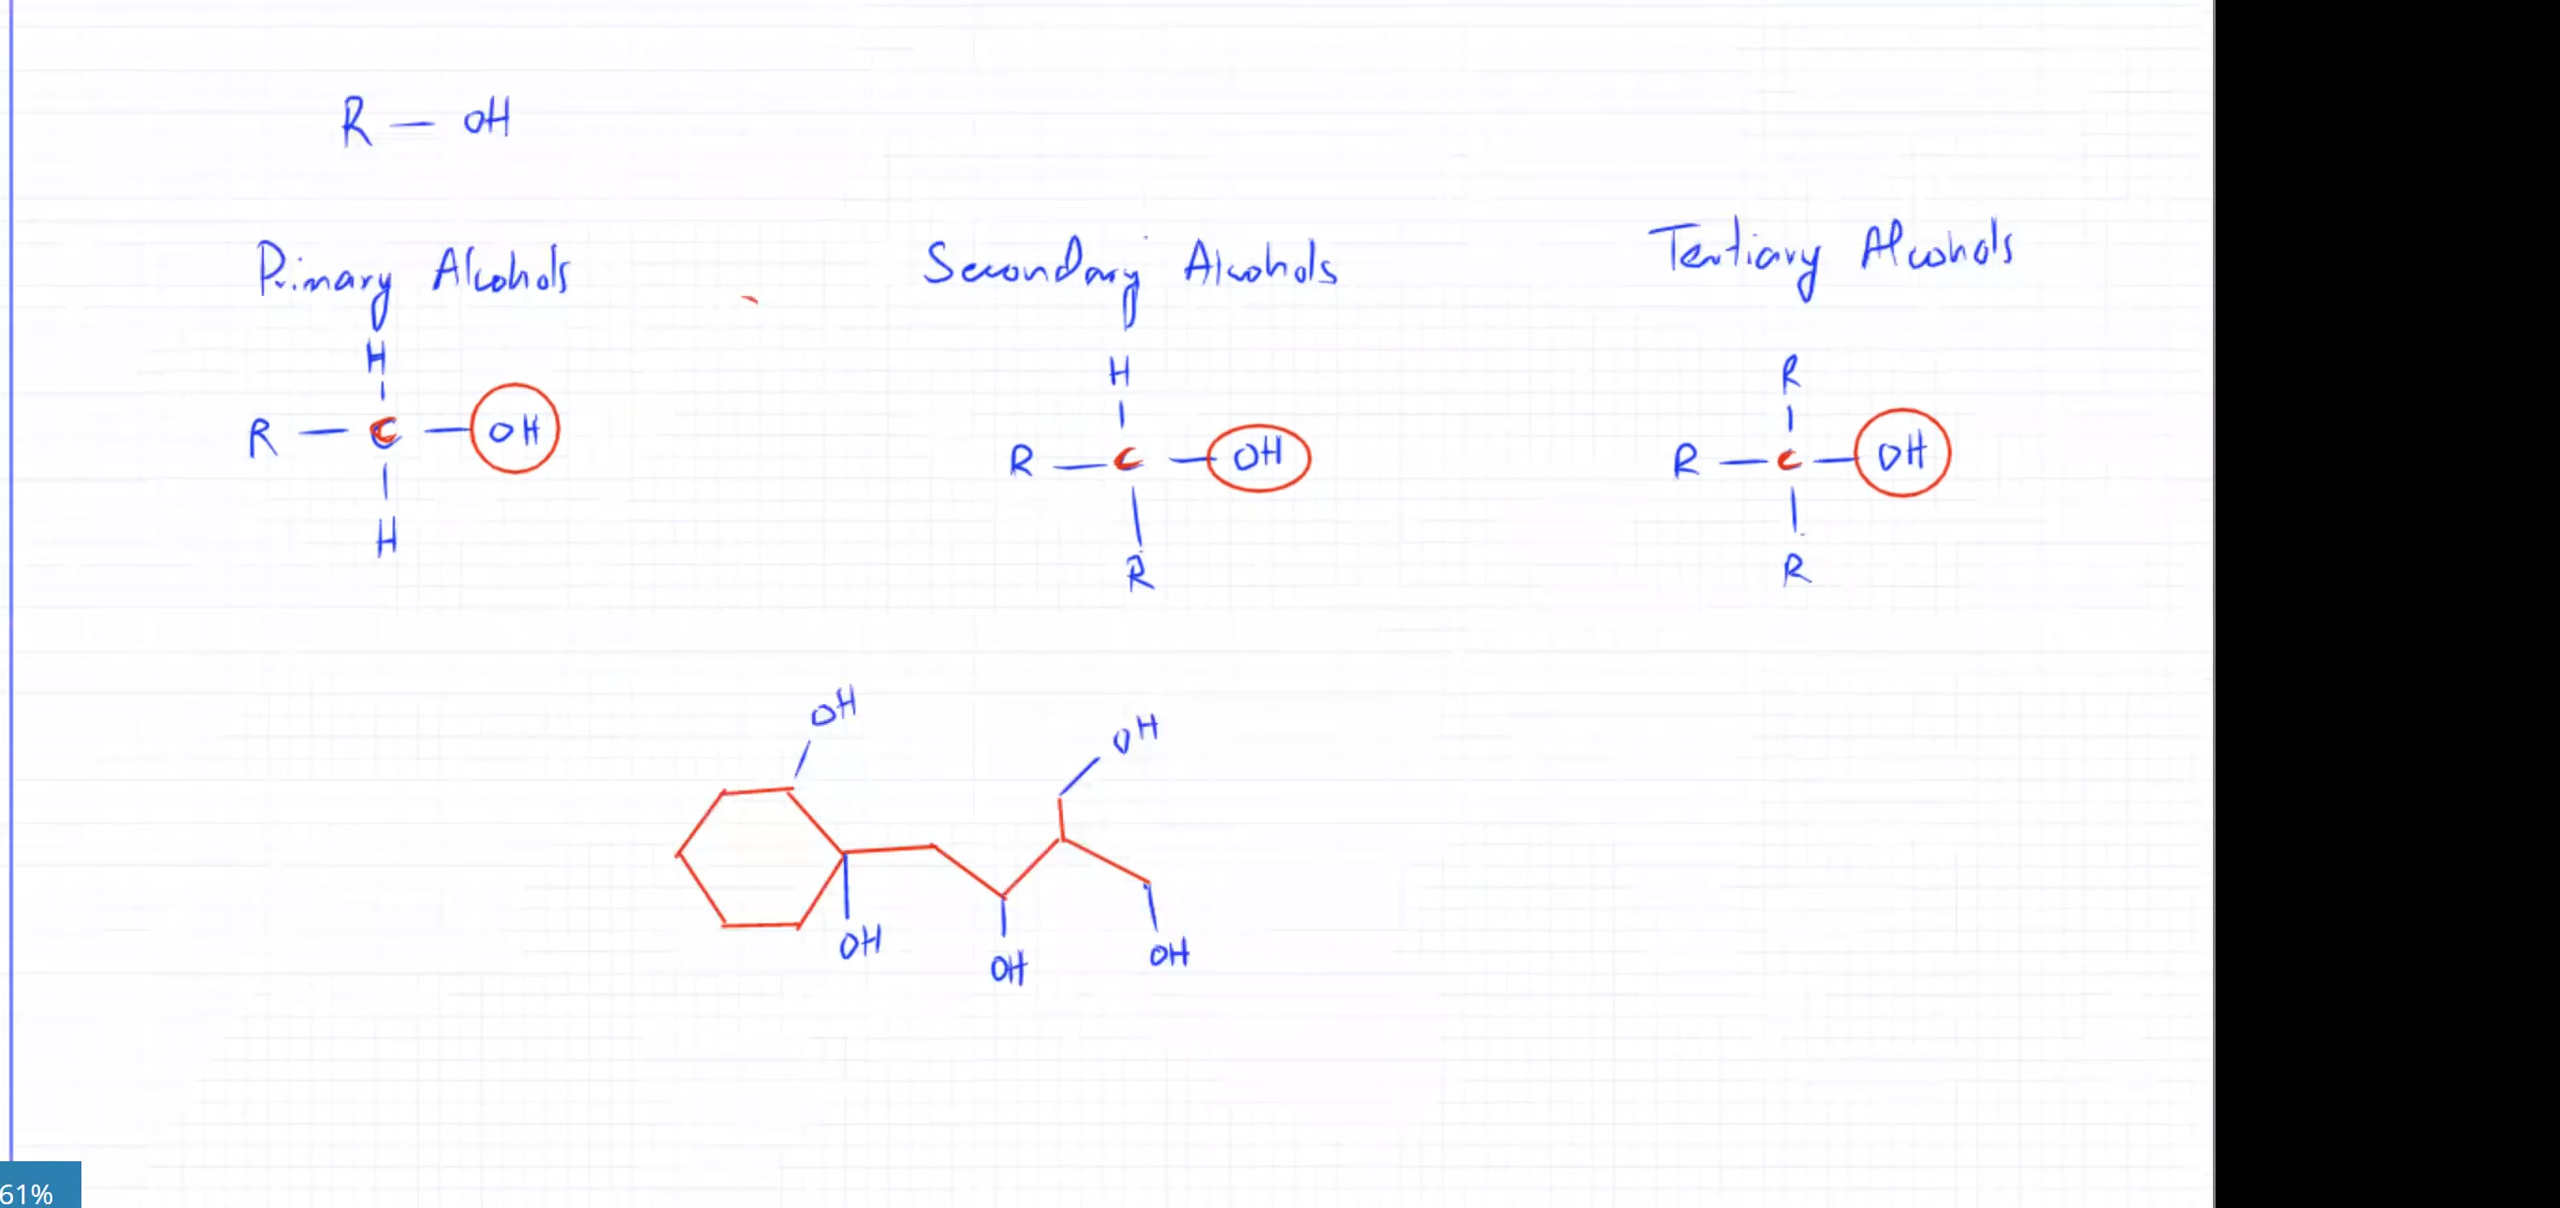 R — OH
Primary Alcohols
Secondary Alcohols
Tertiary Alcohols
H
R — C — OH
H
H
R — C — OH
R
R
R — C — OH
R
OH
OH
OH
OH
OH
61%